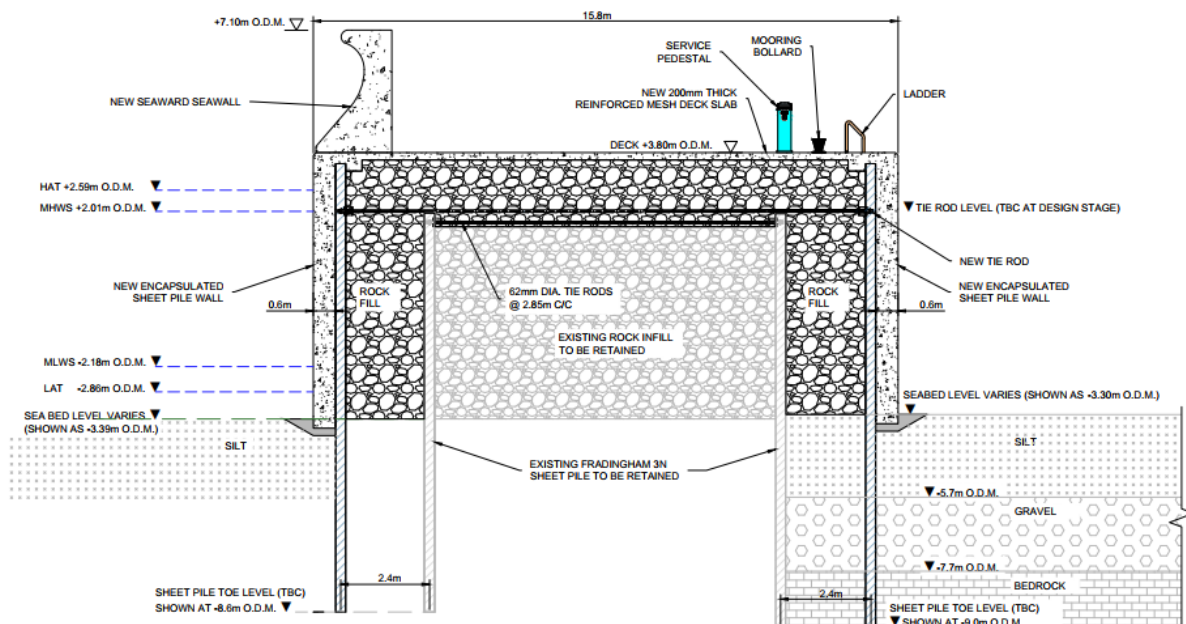 15.8m
+7.10m O.D.M.
SERVICE
PEDESTAL
MOORING
BOLLARD
NEW SEAWARD SEAWALL
NEW 200mm THICK
REINFORCED MESH DECK SLAB
LADDER
DECK +3.80m O.D.M.
HAT +2.59m O.D.M.
MHWS +2.01m O.D.M.
TIE ROD LEVEL (TBC AT DESIGN STAGE)
NEW TIE ROD
NEW ENCAPSULATED
SHEET PILE WALL
NEW ENCAPSULATED
SHEET PILE WALL
0.6m
ROCK
FILL
62mm DIA. TIE RODS
@ 2.85m C/C
ROCK
FILL
0.6m
EXISTING ROCK INFILL
TO BE RETAINED
MLWS -2.18m O.D.M.
LAT -2.86m O.D.M.
SEA BED LEVEL VARIES
(SHOWN AS -3.39m O.D.M.)
SEABED LEVEL VARIES (SHOWN AS -3.30m O.D.M.)
SILT
SILT
EXISTING FRADINGHAM 3N
SHEET PILE TO BE RETAINED
-5.7m O.D.M.
GRAVEL
-7.7m O.D.M.
BEDROCK
2.4m
2.4m
SHEET PILE TOE LEVEL (TBC)
SHOWN AT -8.6m O.D.M.
SHEET PILE TOE LEVEL (TBC)
SHOWN AT -9.0m O.D.M.